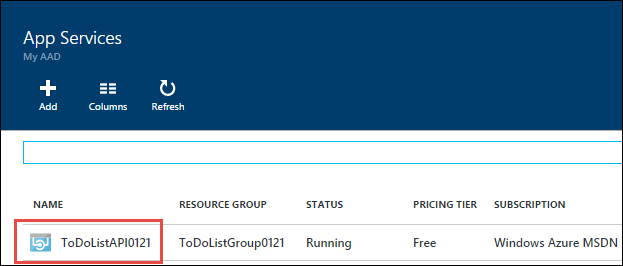 App Services
My AAD
Add Columns Refresh
NAME RESOURCE GROUP STATUS PRICING TIER SUBSCRIPTION
ToDoListAPI0121 ToDoListGroup0121 Running Free Windows Azure MSDN